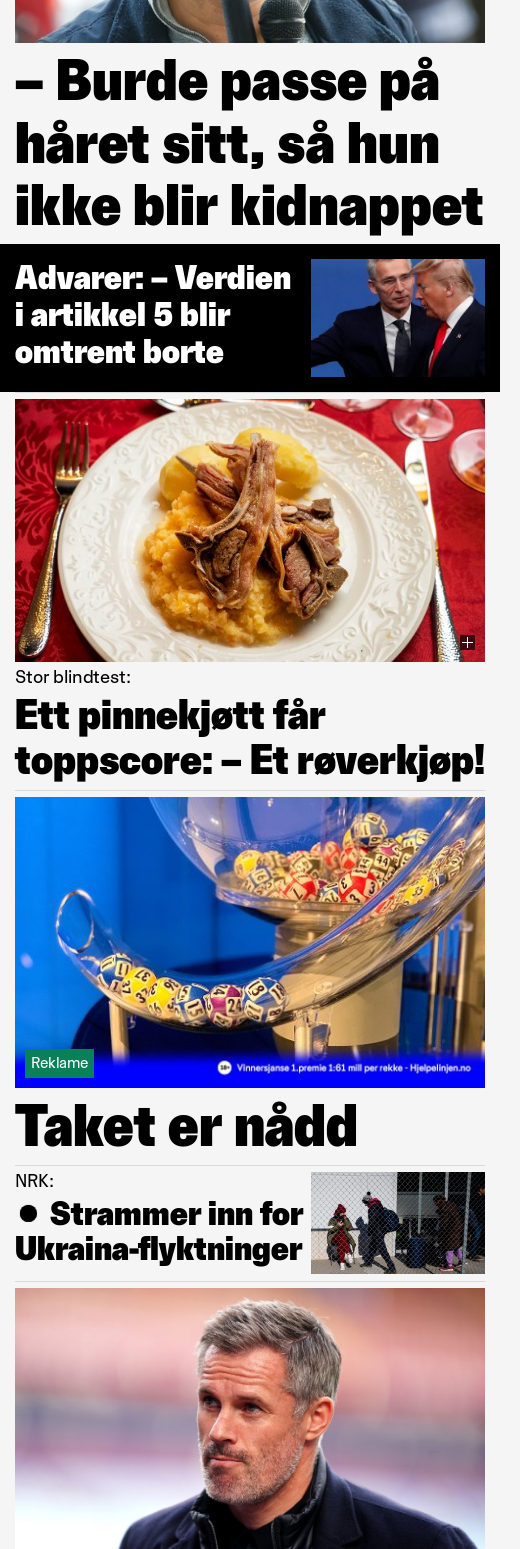 – Burde passe på
håret sitt, så hun
ikke blir kidnappet
Advarer: – Verdien
i artikkel 5 blir
omtrent borte
Stor blindtest:
Ett pinnekjøtt får
toppscore: – Et røverkjøp!
Reklame
18+ Vinnersjanse 1.premie 1:61 mill per rekke - Hjelpelinjen.no
Taket er nådd
NRK:
● Strammer inn for
Ukraina-flyktninger